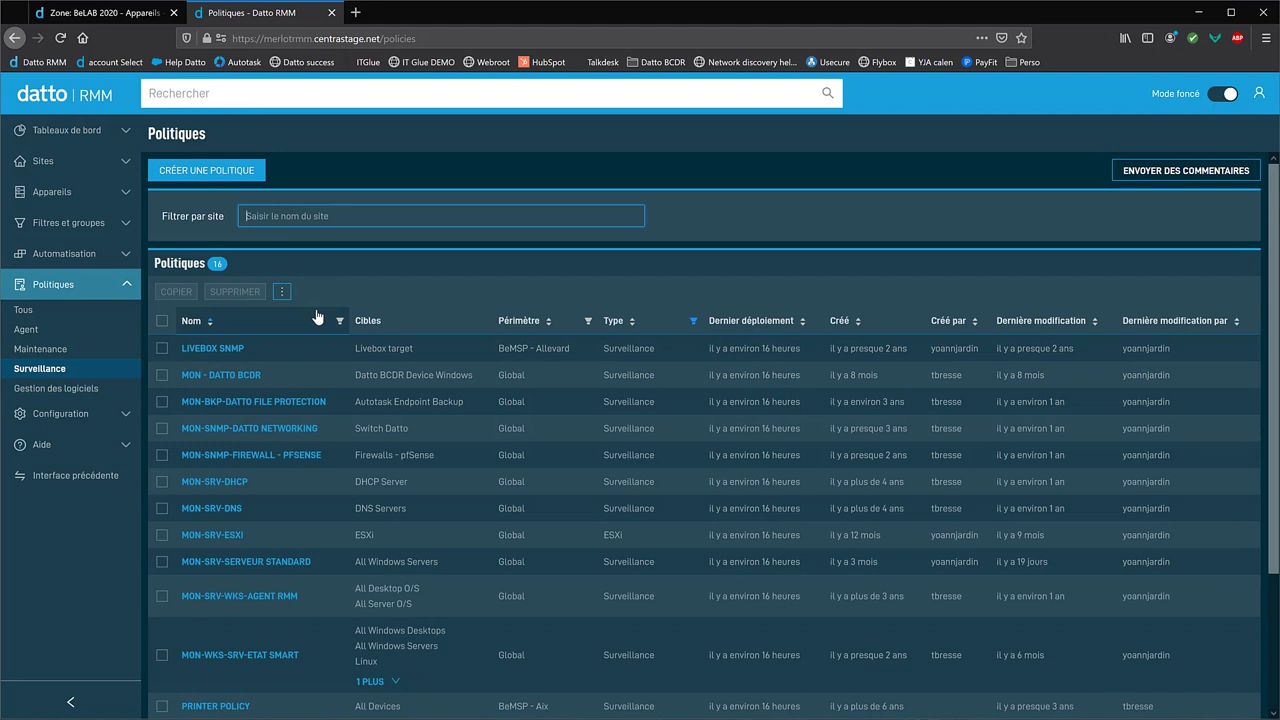 Zone: BeLAB 2020 - Appareils -
Politiques - Datto RMM
https://merlotrmm.centrastage.net/policies
Datto RMM
account Select
Help Datto
Autotask
Datto success
ITGlue
IT Glue DEMO
Webroot
HubSpot
Talkdesk
Datto BCDR
Network discovery hel...
Usecure
Flybox
YJA calen
PayFit
Perso
datto | RMM
Rechercher
Mode foncé
Tableaux de bord
Sites
Appareils
Filtres et groupes
Automatisation
Politiques
Tous
Agent
Maintenance
Surveillance
Gestion des logiciels
Configuration
Aide
Interface précédente
Politiques
CRÉER UNE POLITIQUE
ENVOYER DES COMMENTAIRES
Filtrer par site
Saisir le nom du site
Politiques 16
COPIER SUPPRIMER
Nom Cibles Périmètre Type Dernier déploiement Créé Créé par Dernière modification Dernière modification par
LIVEBOX SNMP Livebox target BeMSP - Allevard Surveillance il y a environ 16 heures il y a presque 2 ans yoannjardin il y a presque 2 ans yoannjardin
MON - DATTO BCDR Datto BCDR Device Windows Global Surveillance il y a environ 16 heures il y a 8 mois tbresse il y a 8 mois yoannjardin
MON-BKP-DATTO FILE PROTECTION Autotask Endpoint Backup Global Surveillance il y a environ 16 heures il y a environ 3 ans tbresse il y a environ 1 an yoannjardin
MON-SNMP-DATTO NETWORKING Switch Datto Global Surveillance il y a environ 16 heures il y a presque 3 ans tbresse il y a environ 1 an yoannjardin
MON-SNMP-FIREWALL - PFSENSE Firewalls - pfSense Global Surveillance il y a environ 16 heures il y a presque 2 ans tbresse il y a environ 1 an yoannjardin
MON-SRV-DHCP DHCP Server Global Surveillance il y a environ 16 heures il y a plus de 4 ans tbresse il y a environ 1 an yoannjardin
MON-SRV-DNS DNS Servers Global Surveillance il y a environ 16 heures il y a plus de 4 ans tbresse il y a environ 1 an yoannjardin
MON-SRV-ESXI ESXi Global ESXi il y a environ 16 heures il y a 12 mois yoannjardin il y a 9 mois yoannjardin
MON-SRV-SERVEUR STANDARD All Windows Servers Global Surveillance il y a environ 16 heures il y a 3 mois tbresse il y a 19 jours yoannjardin
MON-SRV-WKS-AGENT RMM All Desktop O/S Global Surveillance il y a environ 16 heures il y a plus de 3 ans tbresse il y a environ 1 an yoannjardin
All Server O/S
All Windows Desktops
MON-WKS-SRV-ETAT SMART All Windows Servers Global Surveillance il y a environ 16 heures il y a presque 2 ans tbresse il y a 6 mois yoannjardin
Linux
1 PLUS
PRINTER POLICY All Devices BeMSP - Aix Surveillance il y a environ 16 heures il y a plus de 6 ans il y a presque 3 ans tbresse